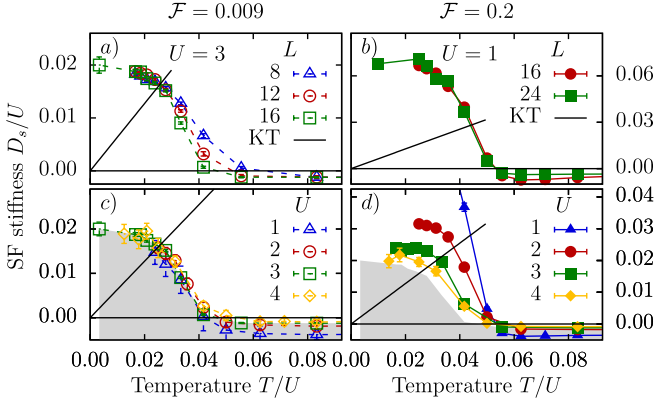 𝓕 = 0.009
𝓕 = 0.2
a)
U = 3
L
8
12
16
KT
b)
U = 1
L
16
24
KT
0.02
0.01
0.00
0.06
0.03
0.00
SF stiffness D_s/U
c)
U
1
2
3
4
d)
U
1
2
3
4
0.02
0.01
0.00
0.04
0.03
0.02
0.01
0.00
0.00 0.02 0.04 0.06 0.08
0.00 0.02 0.04 0.06 0.08
Temperature T/U
Temperature T/U